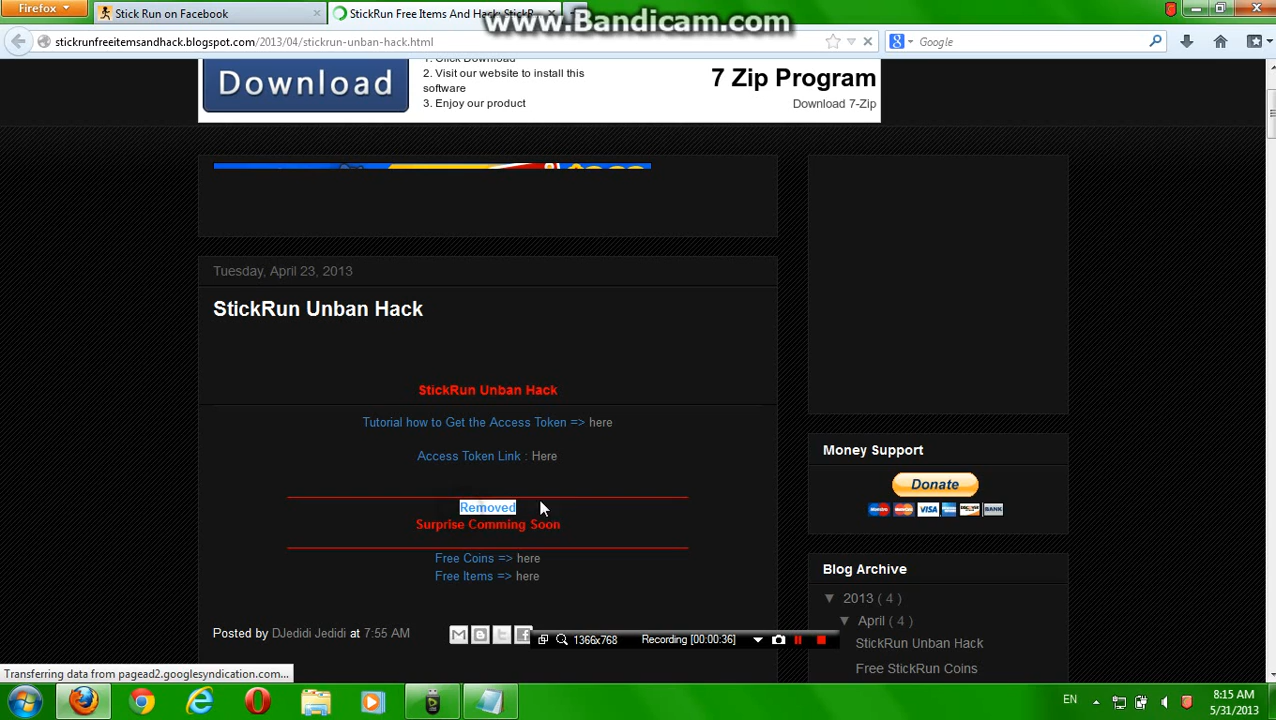 Firefox
Stick Run on Facebook
StickRun Free Items And Hack: StickR...
www.Bandicam.com
stickrunfreeitemsandhack.blogspot.com/2013/04/stickrun-unban-hack.html
Google
Download
1. Click Download
2. Visit our website to install this
software
3. Enjoy our product
7 Zip Program
Download 7-Zip
Tuesday, April 23, 2013
StickRun Unban Hack
StickRun Unban Hack
Tutorial how to Get the Access Token => here
Access Token Link : Here
Removed
Surprise Comming Soon
Free Coins => here
Free Items => here
Posted by DJedidi Jedidi at 7:55 AM
Money Support
Donate
VISA
BANK
Blog Archive
▼ 2013 ( 4 )
▼ April ( 4 )
StickRun Unban Hack
Free StickRun Coins
1366x768
Recording [00:00:36]
Transferring data from pagead2.googlesyndication.com...
EN
8:15 AM
5/31/2013